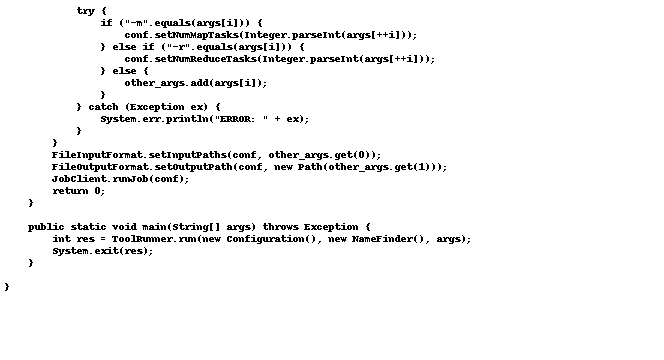 try {
if ("-m".equals(args[i])) {
conf.setNumMapTasks(Integer.parseInt(args[++i]));
} else if ("-r".equals(args[i])) {
conf.setNumReduceTasks(Integer.parseInt(args[++i]));
} else {
other_args.add(args[i]);
}
} catch (Exception ex) {
System.err.println("ERROR: " + ex);
}
}
FileInputFormat.setInputPaths(conf, other_args.get(0));
FileOutputFormat.setOutputPath(conf, new Path(other_args.get(1)));
JobClient.runJob(conf);
return 0;
}
public static void main(String[] args) throws Exception {
int res = ToolRunner.run(new Configuration(), new NameFinder(), args);
System.exit(res);
}
}